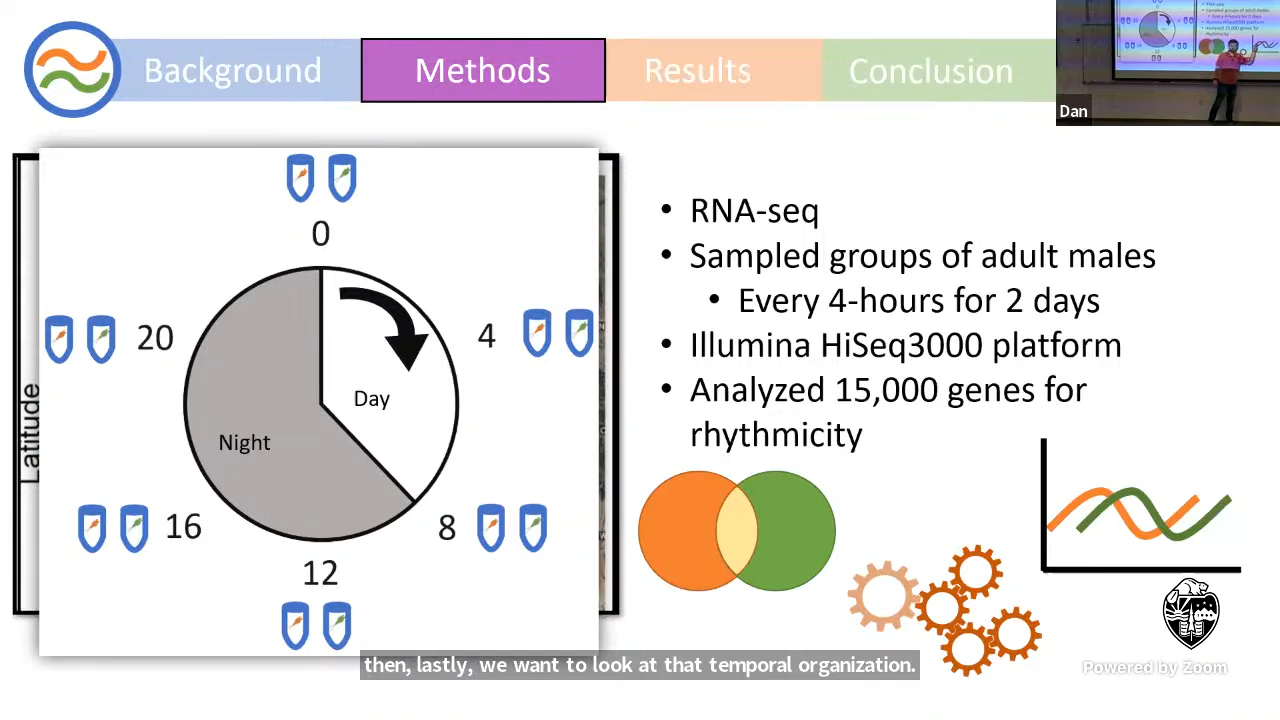 Background
Methods
Results
Conclusion
Dan
0
4
8
12
16
20
Day
Night
Latitude
• RNA-seq
• Sampled groups of adult males
• Every 4-hours for 2 days
• Illumina HiSeq3000 platform
• Analyzed 15,000 genes for
rhythmicity
then, lastly, we want to look at that temporal organization.
Powered by Zoom